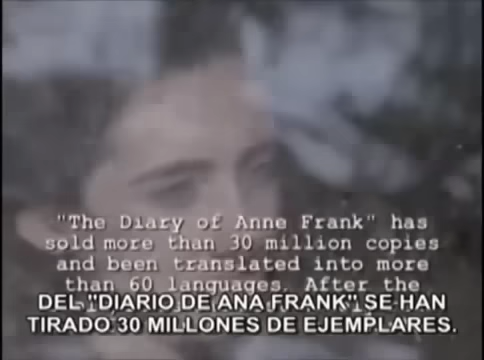 "The Diary of Anne Frank" has
sold more than 30 million copies
and been translated into more
than 60 languages. After the
DEL "DIARIO DE ANA FRANK" SE HAN
TIRADO 30 MILLONES DE EJEMPLARES.